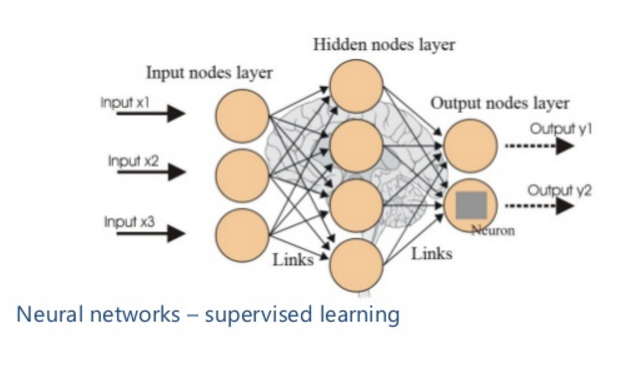 Hidden nodes layer
Input nodes layer
Output nodes layer
Input x1
Input x2
Input x3
Output y1
Output y2
Neuron
Links
Links
Neural networks – supervised learning